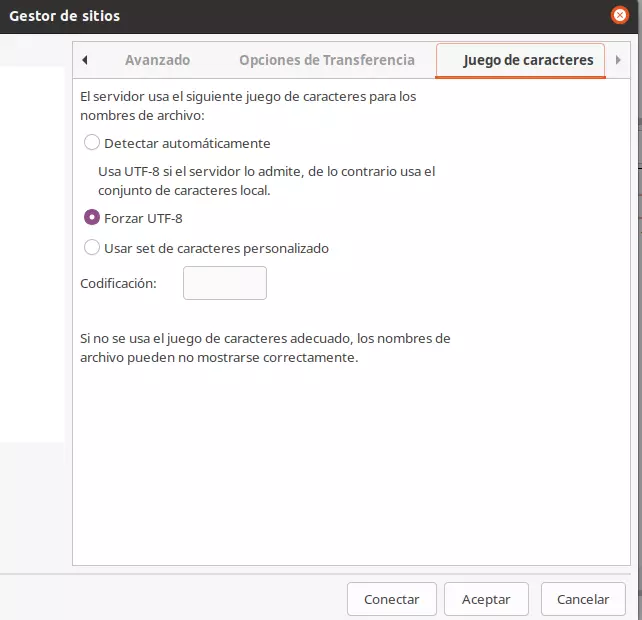 Gestor de sitios
Avanzado Opciones de Transferencia Juego de caracteres
El servidor usa el siguiente juego de caracteres para los
nombres de archivo:
Detectar automáticamente
Usa UTF-8 si el servidor lo admite, de lo contrario usa el
conjunto de caracteres local.
Forzar UTF-8
Usar set de caracteres personalizado
Codificación:
Si no se usa el juego de caracteres adecuado, los nombres de
archivo pueden no mostrarse correctamente.
Conectar Aceptar Cancelar